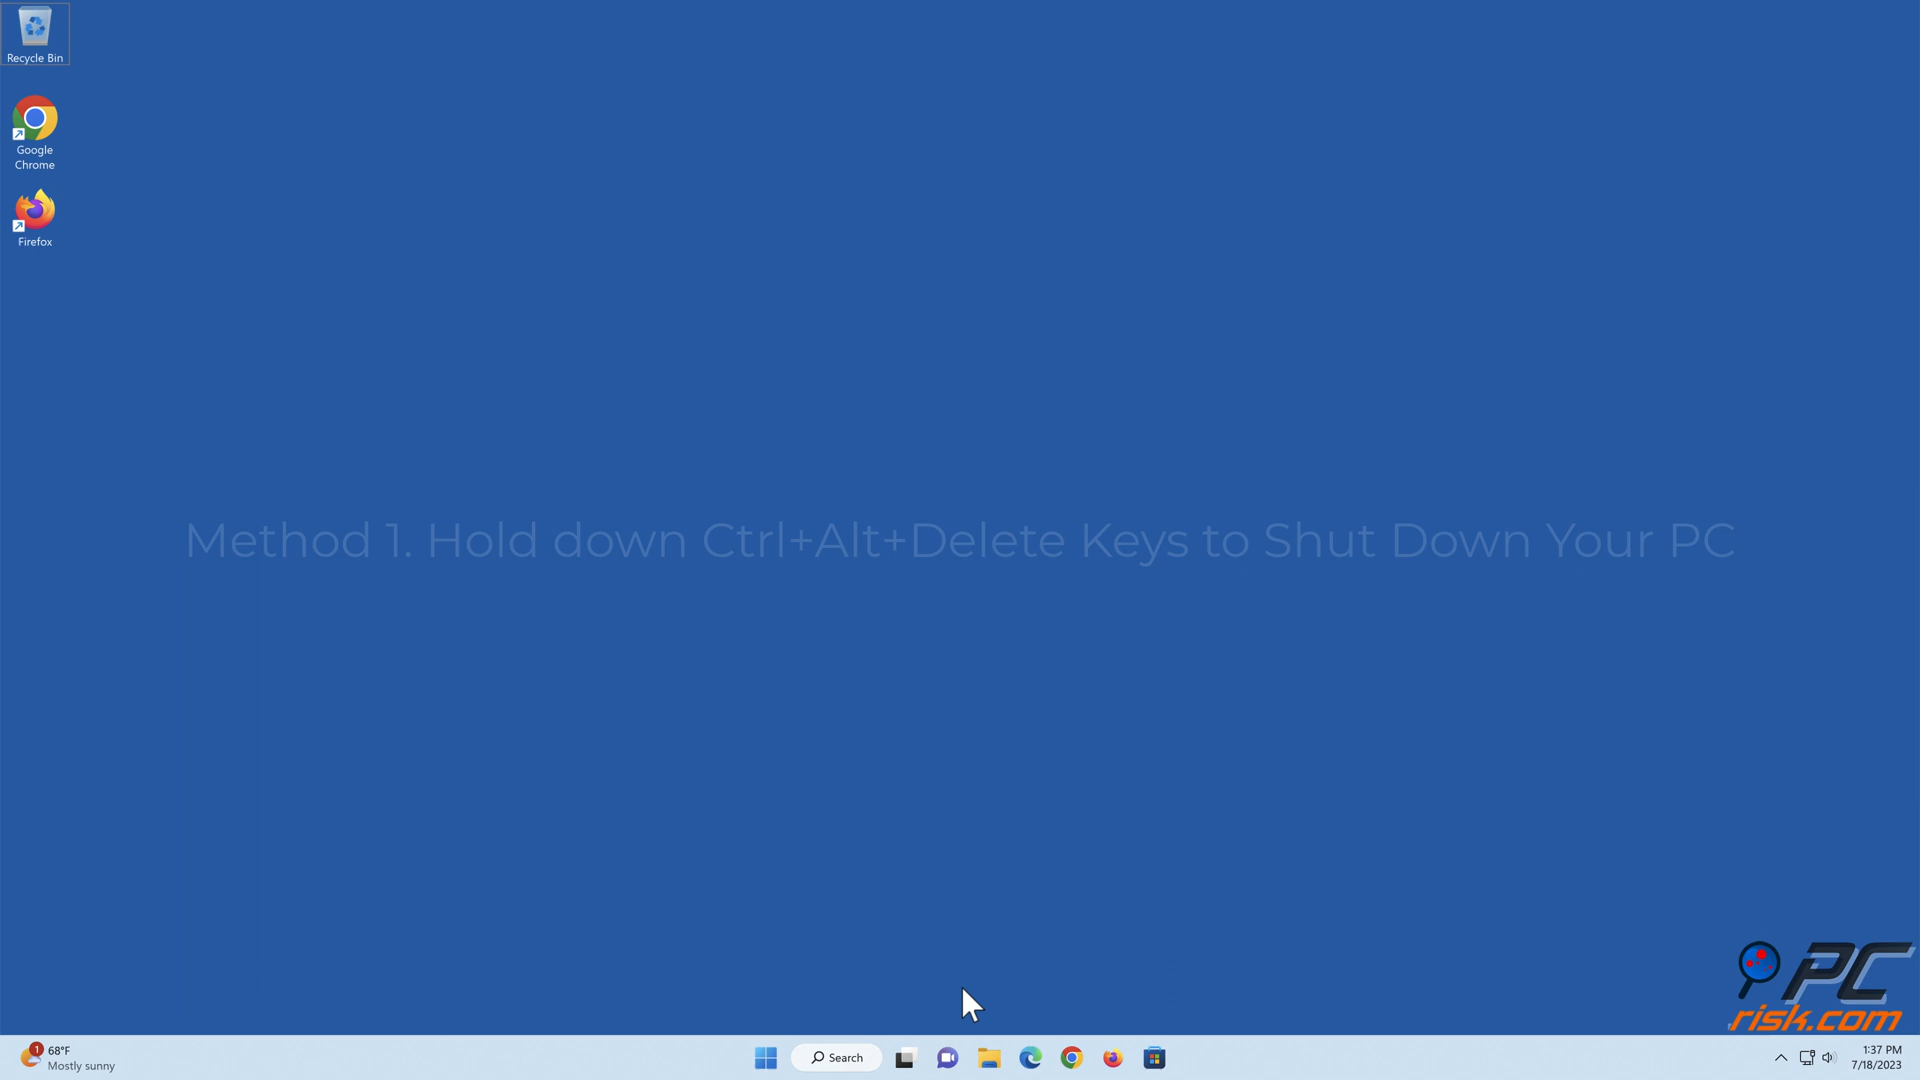 Recycle Bin
Google
Chrome
Firefox
Method 1. Hold down Ctrl+Alt+Delete Keys to Shut Down Your PC
PC
risk.com
1
68°F
Mostly sunny
Search
1:37 PM
7/18/2023